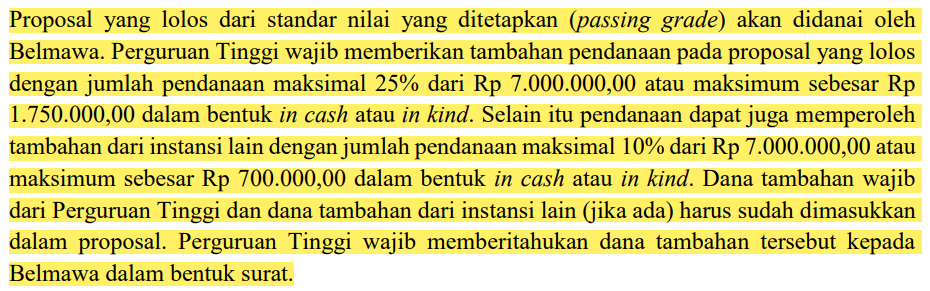 Proposal yang lolos dari standar nilai yang ditetapkan (passing grade) akan didanai oleh
Belmawa. Perguruan Tinggi wajib memberikan tambahan pendanaan pada proposal yang lolos
dengan jumlah pendanaan maksimal 25% dari Rp 7.000.000,00 atau maksimum sebesar Rp
1.750.000,00 dalam bentuk in cash atau in kind. Selain itu pendanaan dapat juga memperoleh
tambahan dari instansi lain dengan jumlah pendanaan maksimal 10% dari Rp 7.000.000,00 atau
maksimum sebesar Rp 700.000,00 dalam bentuk in cash atau in kind. Dana tambahan wajib
dari Perguruan Tinggi dan dana tambahan dari instansi lain (jika ada) harus sudah dimasukkan
dalam proposal. Perguruan Tinggi wajib memberitahukan dana tambahan tersebut kepada
Belmawa dalam bentuk surat.